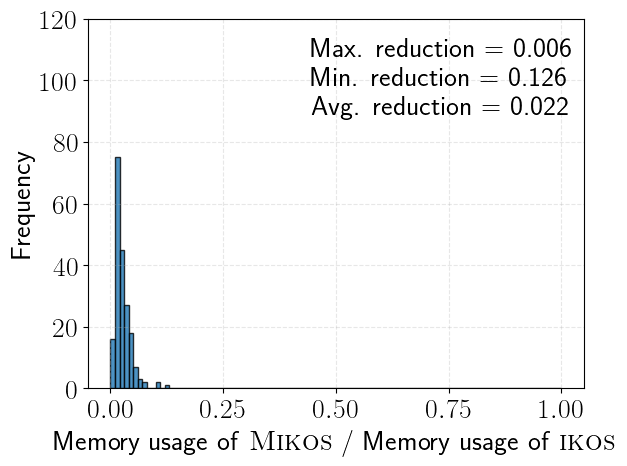 120
100
80
60
40
20
0
Frequency
Max. reduction = 0.006
Min. reduction = 0.126
Avg. reduction = 0.022
0.00 0.25 0.50 0.75 1.00
Memory usage of MIKOS / Memory usage of IKOS